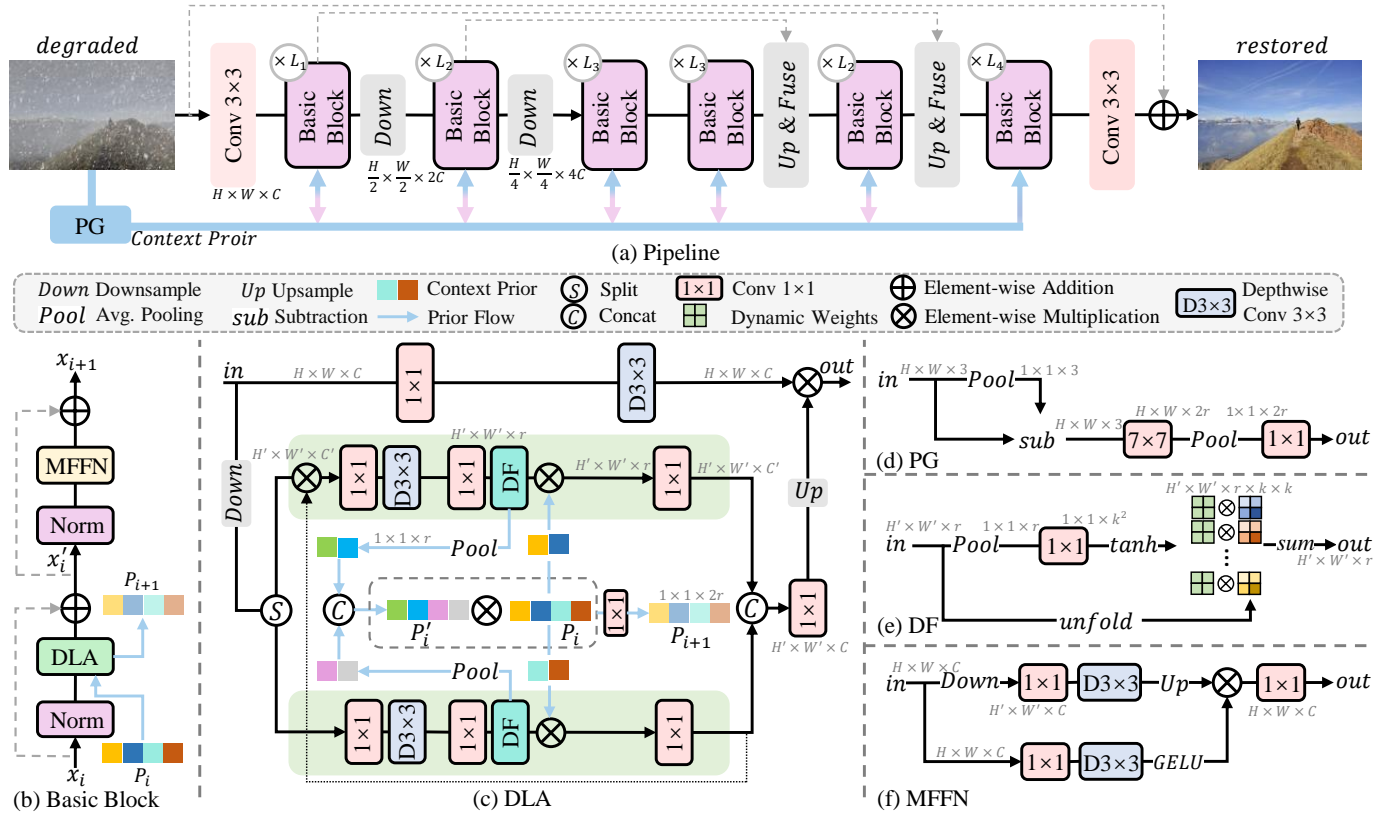 degraded
Conv 3×3
H × W × C
× L₁
Basic Block
Down
H/2 × W/2 × 2C
× L₂
Basic Block
Down
H/4 × W/4 × 4C
× L₃
Basic Block
× L₃
Basic Block
Up & Fuse
× L₂
Basic Block
Up & Fuse
× L₄
Basic Block
Conv 3×3
restored
PG
Context Proir
(a) Pipeline
Down Downsample
Up Upsample
Context Prior
S Split
1×1 Conv 1×1
Element-wise Addition
D3×3 Depthwise Conv 3×3
Pool Avg. Pooling
sub Subtraction
Prior Flow
C Concat
Dynamic Weights
Element-wise Multiplication
xᵢ₊₁
MFFN
Norm
xᵢ′
Pᵢ₊₁
DLA
Norm
xᵢ
Pᵢ
(b) Basic Block
in
H × W × C
1×1
D3×3
H × W × C
out
Down
H′ × W′ × C′
1×1
D3×3
H′ × W′ × r
1×1
DF
H′ × W′ × r
1×1
H′ × W′ × C′
Up
1 × 1 × r
Pool
S
C
Pᵢ′
Pᵢ
1×1
1 × 1 × 2r
Pᵢ₊₁
C
1×1
H′ × W′ × C
Pool
1×1
D3×3
1×1
DF
1×1
(c) DLA
in
H × W × 3
Pool
1 × 1 × 3
sub
H × W × 3
7×7
H × W × 2r
Pool
1 × 1 × 2r
1×1
out
(d) PG
H′ × W′ × r × k × k
in
H′ × W′ × r
Pool
1 × 1 × r
1×1
1 × 1 × k²
tanh
sum
out
H′ × W′ × r
unfold
(e) DF
in
H × W × C
Down
1×1
H′ × W′ × C
D3×3
Up
1×1
H × W × C
out
H × W × C
1×1
D3×3
GELU
(f) MFFN